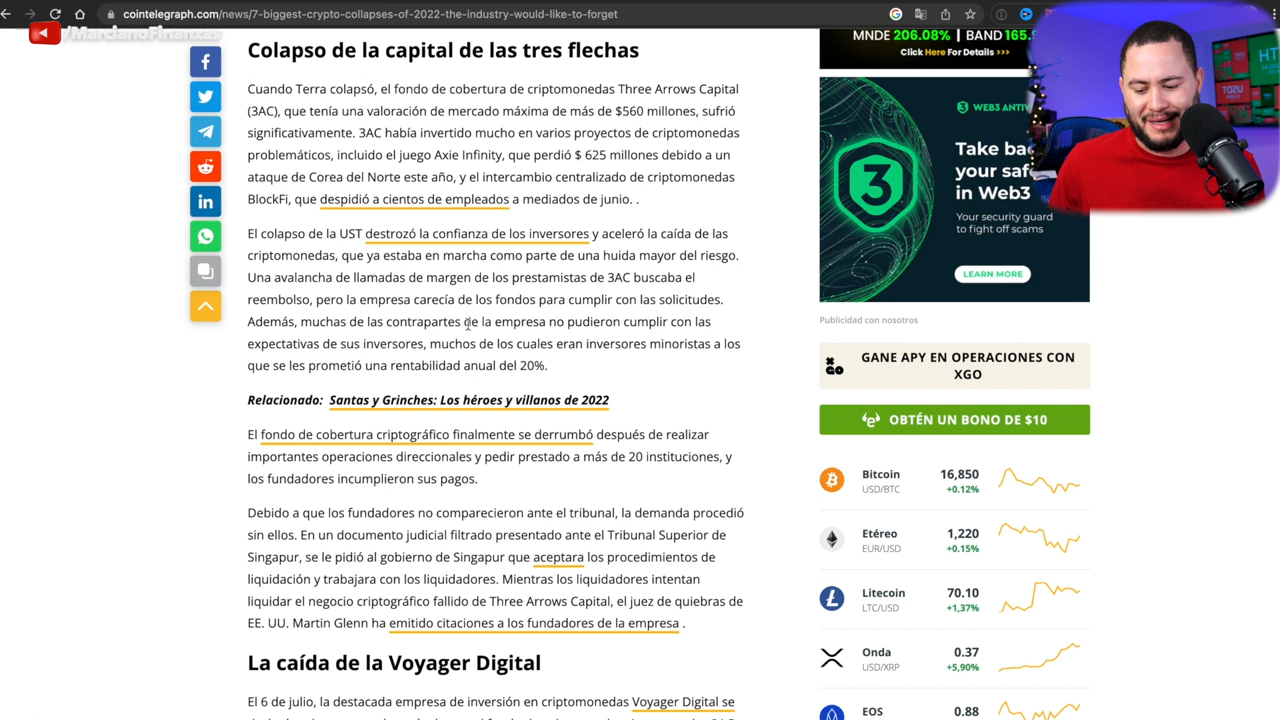 cointelegraph.com/news/7-biggest-crypto-collapses-of-2022-the-industry-would-like-to-forget
/MarcianoFinanzas
Colapso de la capital de las tres flechas
Cuando Terra colapsó, el fondo de cobertura de criptomonedas Three Arrows Capital
(3AC), que tenía una valoración de mercado máxima de más de $560 millones, sufrió
significativamente. 3AC había invertido mucho en varios proyectos de criptomonedas
problemáticos, incluido el juego Axie Infinity, que perdió $ 625 millones debido a un
ataque de Corea del Norte este año, y el intercambio centralizado de criptomonedas
BlockFi, que despidió a cientos de empleados a mediados de junio. .
El colapso de la UST destrozó la confianza de los inversores y aceleró la caída de las
criptomonedas, que ya estaba en marcha como parte de una huida mayor del riesgo.
Una avalancha de llamadas de margen de los prestamistas de 3AC buscaba el
reembolso, pero la empresa carecía de los fondos para cumplir con las solicitudes.
Además, muchas de las contrapartes de la empresa no pudieron cumplir con las
expectativas de sus inversores, muchos de los cuales eran inversores minoristas a los
que se les prometió una rentabilidad anual del 20%.
Relacionado: Santas y Grinches: Los héroes y villanos de 2022
El fondo de cobertura criptográfico finalmente se derrumbó después de realizar
importantes operaciones direccionales y pedir prestado a más de 20 instituciones, y
los fundadores incumplieron sus pagos.
Debido a que los fundadores no comparecieron ante el tribunal, la demanda procedió
sin ellos. En un documento judicial filtrado presentado ante el Tribunal Superior de
Singapur, se le pidió al gobierno de Singapur que aceptara los procedimientos de
liquidación y trabajara con los liquidadores. Mientras los liquidadores intentan
liquidar el negocio criptográfico fallido de Three Arrows Capital, el juez de quiebras de
EE. UU. Martin Glenn ha emitido citaciones a los fundadores de la empresa .
La caída de la Voyager Digital
El 6 de julio, la destacada empresa de inversión en criptomonedas Voyager Digital se
MNDE 206.08% | BAND 165.
Click Here For Details >>>
3 WEB3 ANTIV
3
Take
your safe
in Web3
Your security guard
to fight off scams
LEARN MORE
Publicidad con nosotros
XGO
GANE APY EN OPERACIONES CON
XGO
OBTÉN UN BONO DE $10
Bitcoin 16,850
USD/BTC +0.12%
Etéreo 1,220
EUR/USD +0.15%
Litecoin 70.10
LTC/USD +1,37%
Onda 0.37
USD/XRP +5,90%
EOS 0.88